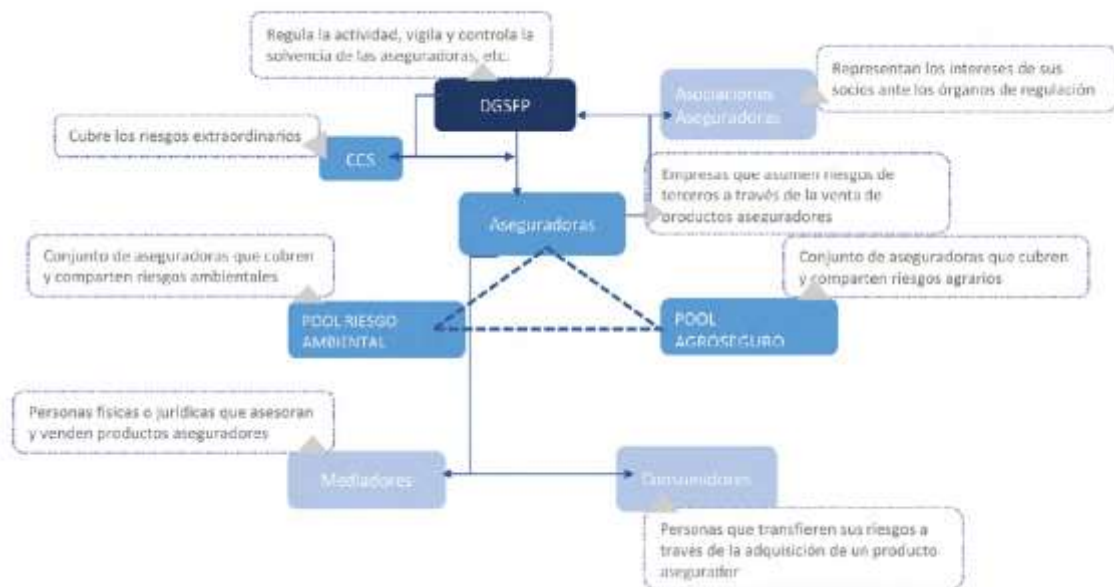 Regula la actividad, vigila y controla la
solvencia de las aseguradoras, etc.
DGSFP
Asociaciones
Aseguradores
Representan los intereses de sus
socios ante los órganos de regulación
Cubre los riesgos extraordinarios
CCS
Empresas que asumen riesgos de
terceros a través de la venta de
productos aseguradores
Aseguradoras
Conjunto de aseguradoras que cubren
y comparten riesgos ambientales
Conjunto de aseguradoras que cubren
y comparten riesgos agrarios
POOL RIESGO
AMBIENTAL
POOL
AGROSEGURO
Personas físicas o jurídicas que asesoran
y venden productos aseguradores
Mediadores
Consumidores
Personas que transfieren sus riesgos a
través de la adquisición de un producto
asegurador